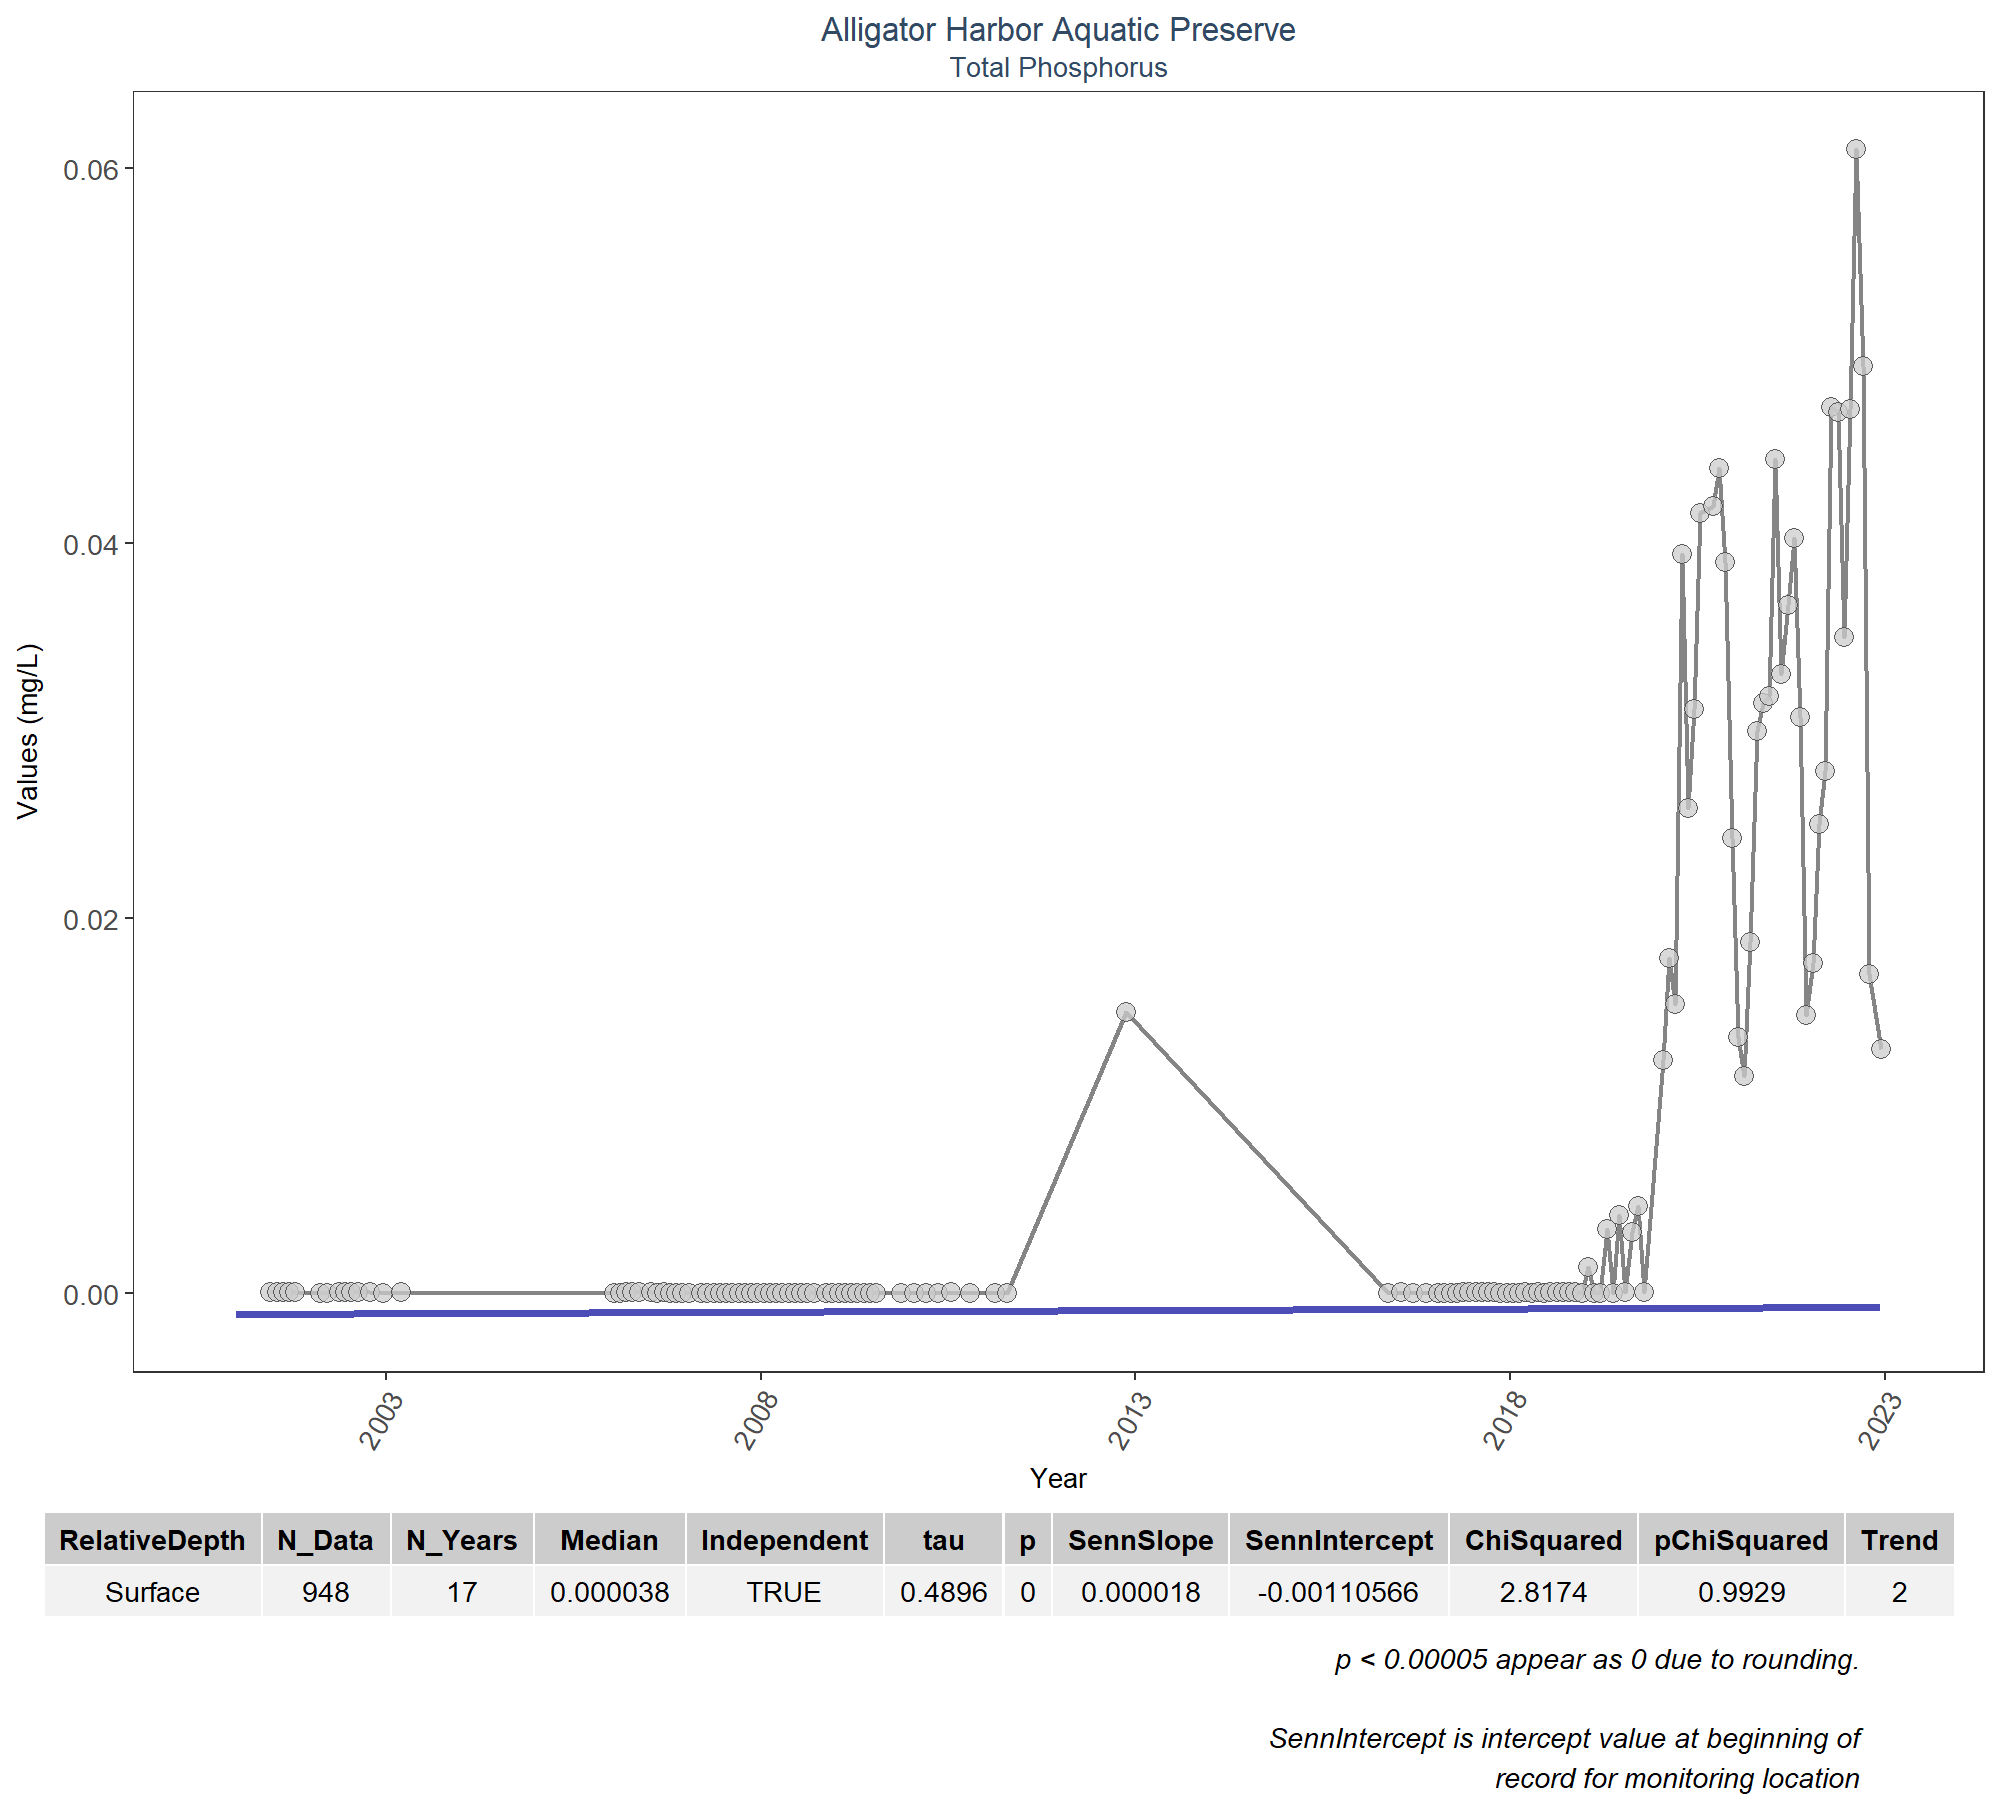 Alligator Harbor Aquatic Preserve
Total Phosphorus
0.06
0.04
0.02
0.00
Values (mg/L)
2003 2008 2013 2018 2023
Year
RelativeDepth N_Data N_Years Median Independent tau p SennSlope SennIntercept ChiSquared pChiSquared Trend
Surface 948 17 0.000038 TRUE 0.4896 0 0.000018 -0.00110566 2.8174 0.9929 2
p < 0.00005 appear as 0 due to rounding.
SennIntercept is intercept value at beginning of
record for monitoring location